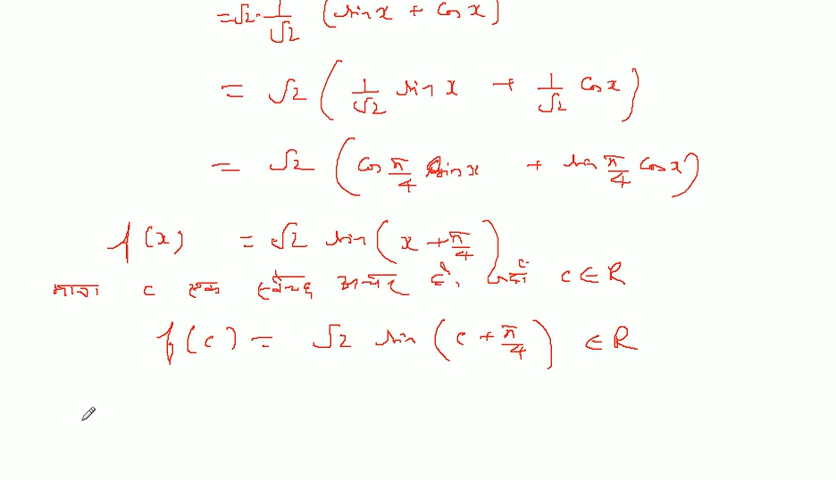 =√2·1/√2 (sin x + cos x)
= √2 (1/√2 sin x + 1/√2 cos x)
= √2 (cos π/4 sin x + sin π/4 cos x)
f(x) = √2 sin(x + π/4)
माना c एक स्वेच्छ अचर है, जहाँ c ∈ R
f(c) = √2 sin(c + π/4) ∈ R